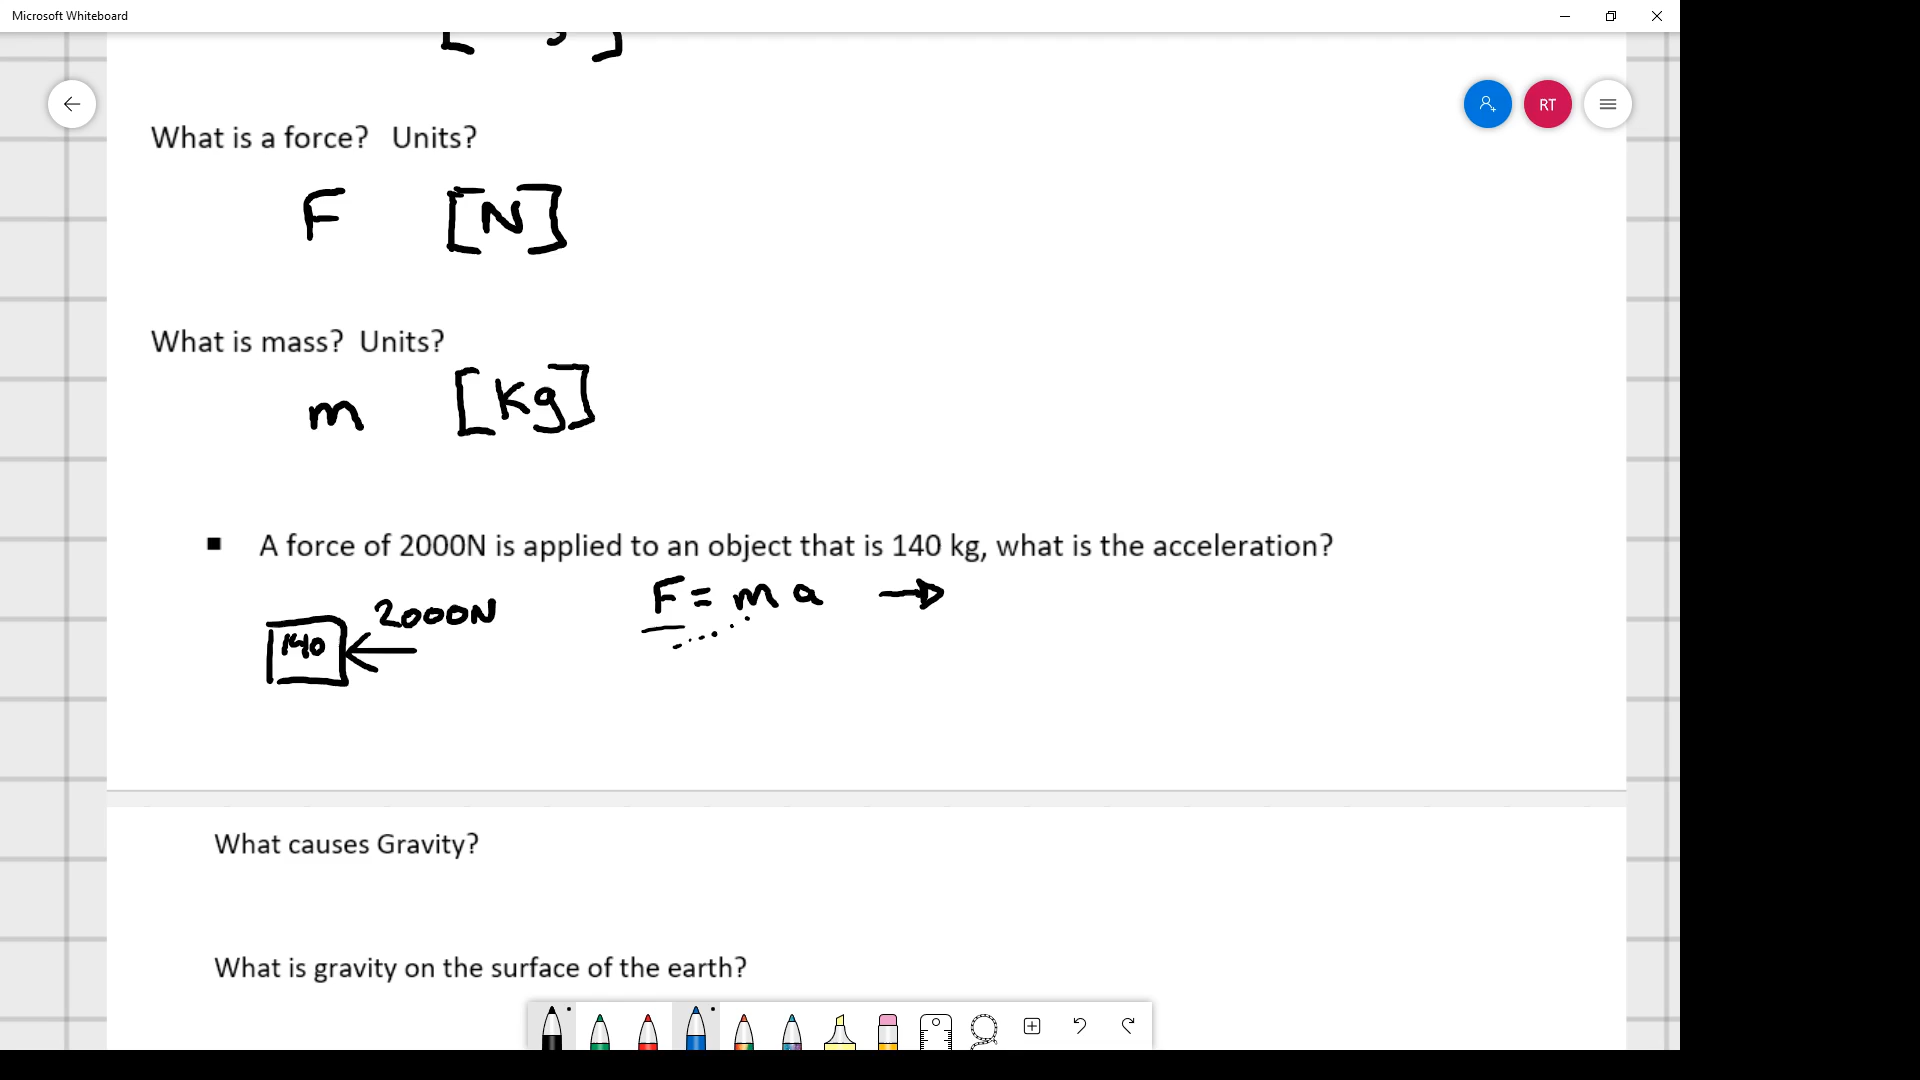 Microsoft Whiteboard
RT
What is a force? Units?
F [N]
What is mass? Units?
m [Kg]
▪ A force of 2000N is applied to an object that is 140 kg, what is the acceleration?
F = m a →
2000N
140
What causes Gravity?
What is gravity on the surface of the earth?